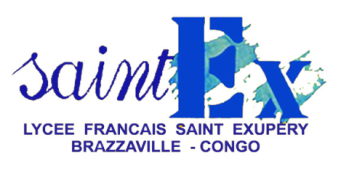 saint Ex
LYCEE FRANCAIS SAINT EXUPERY
BRAZZAVILLE - CONGO